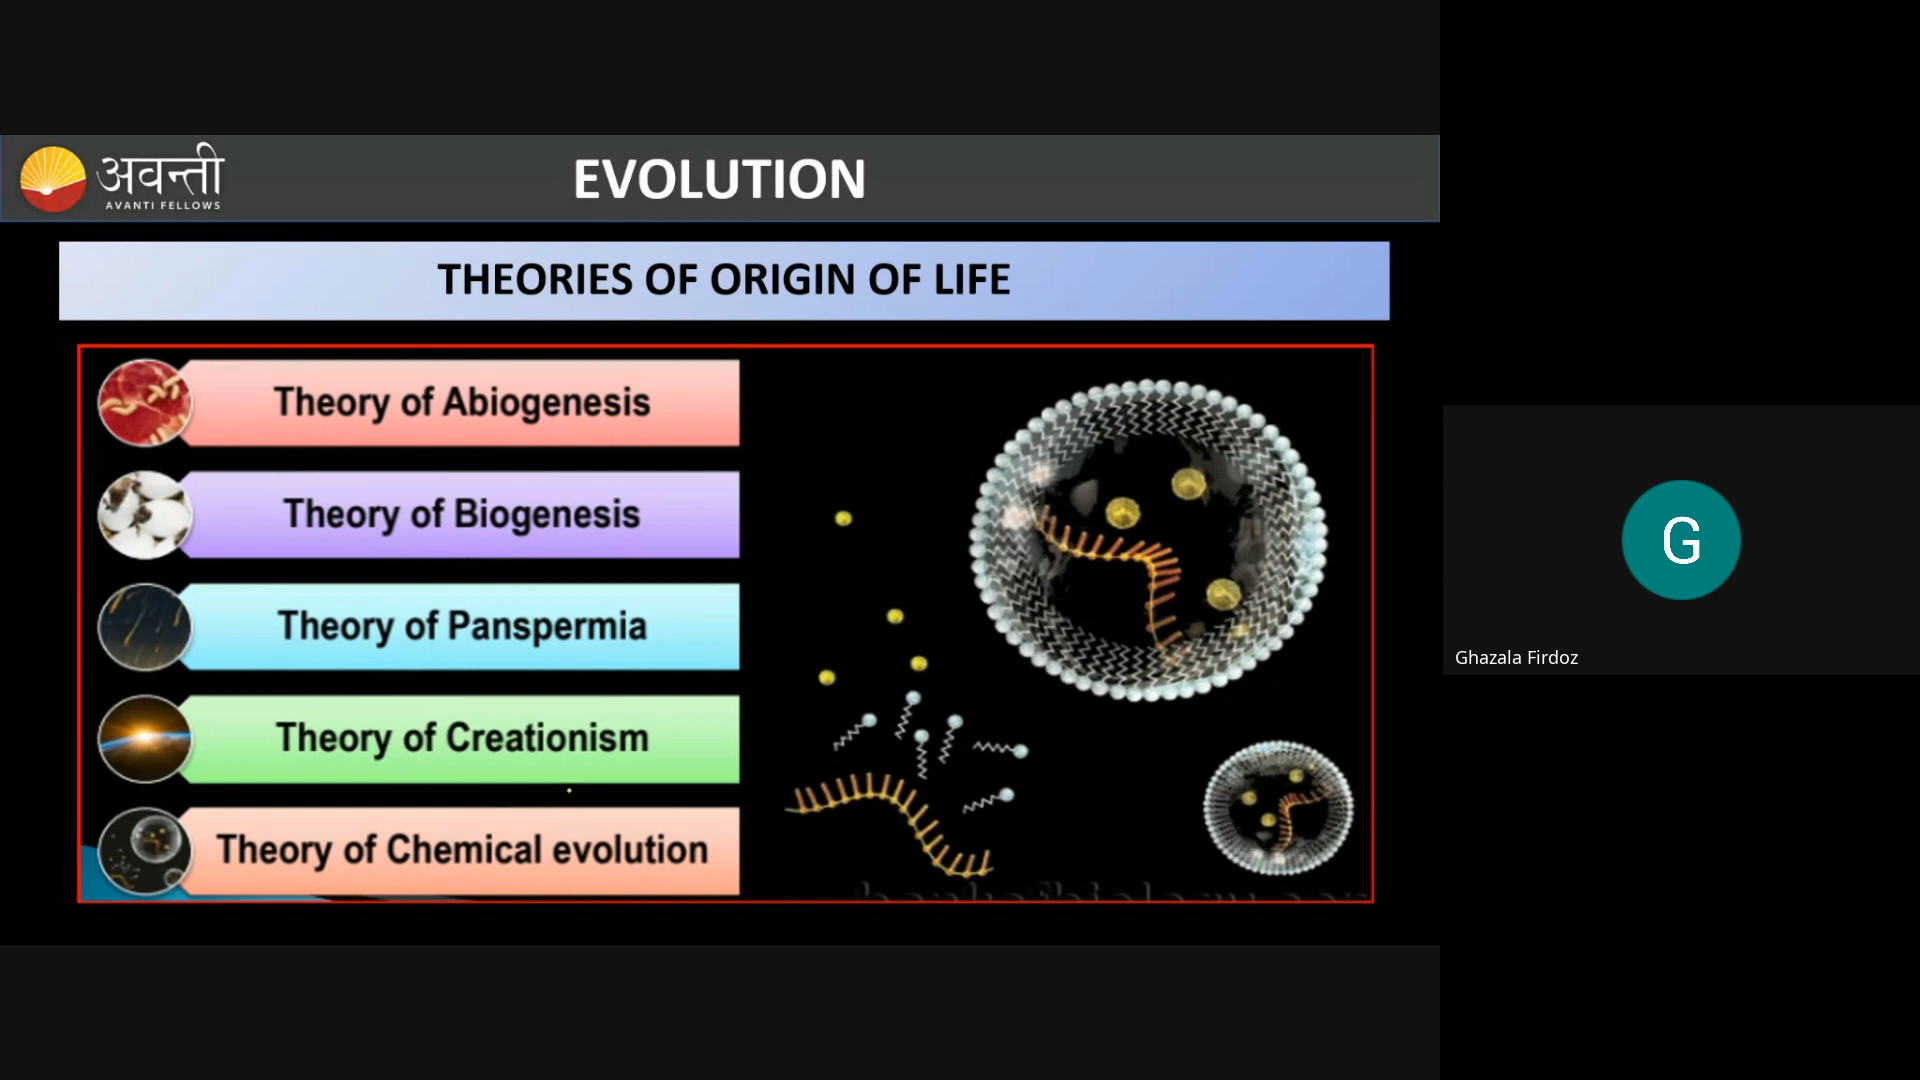 अवन्ती
AVANTI FELLOWS
EVOLUTION
THEORIES OF ORIGIN OF LIFE
Theory of Abiogenesis
Theory of Biogenesis
Theory of Panspermia
Theory of Creationism
Theory of Chemical evolution
G
Ghazala Firdoz